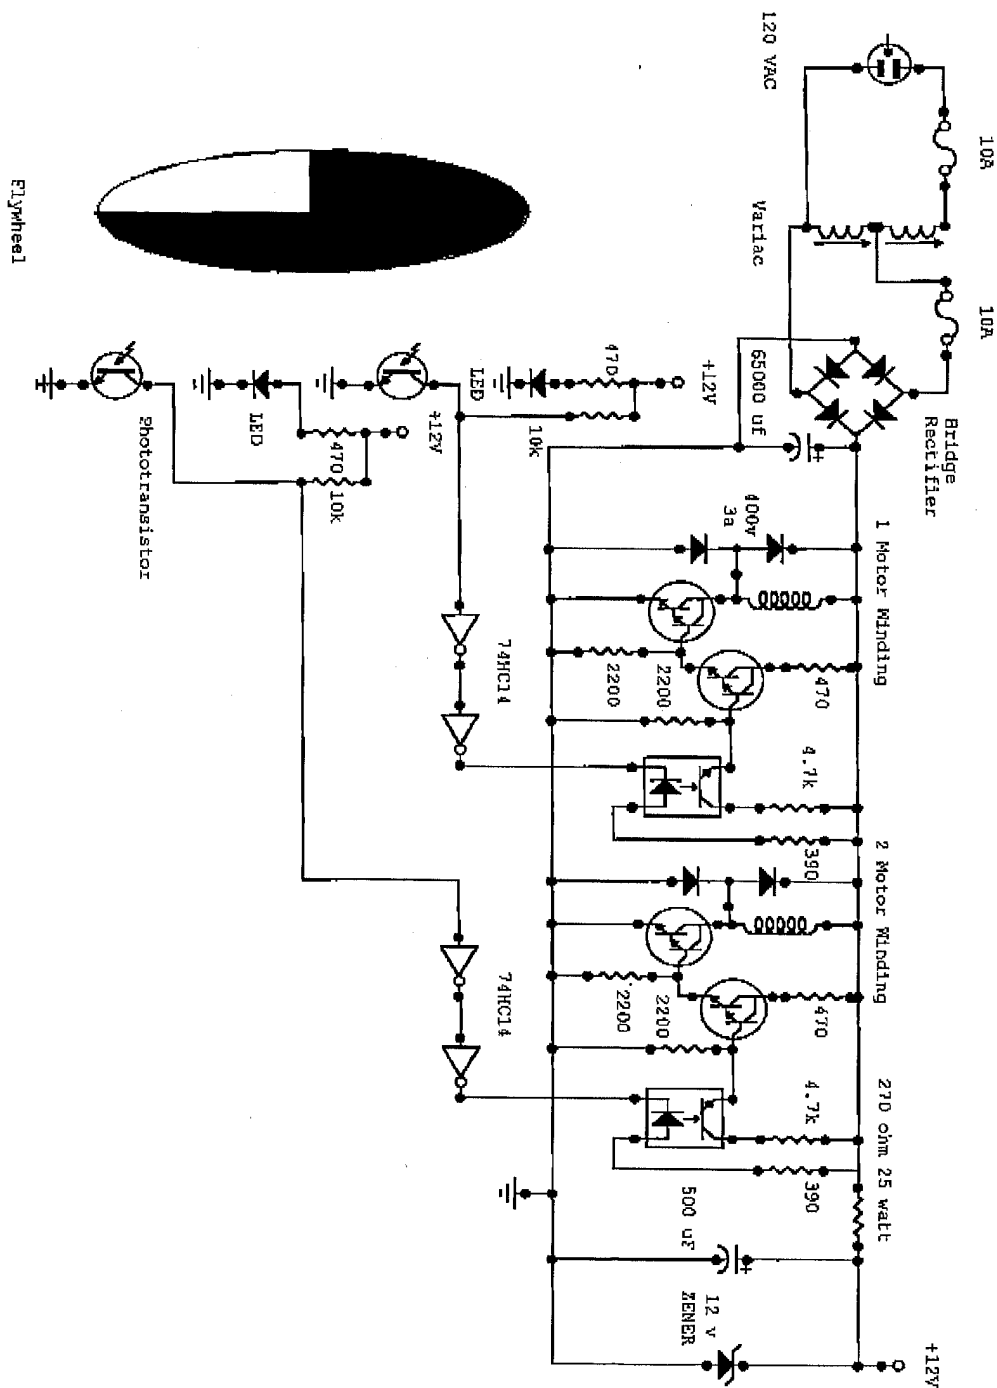 120 VAC
10A
Variac
10A
Bridge
Rectifier
65000 uf
+
1 Motor Winding
400v
3a
470
2200
2200
4.7k
390
74HC14
2 Motor Winding
470
2200
2200
4.7k
390
74HC14
270 ohm 25 watt
500 uF
+
12 v
ZENER
+12V
+12V
470
LED
10k
+12V
470
10k
LED
Phototransistor
Flywheel